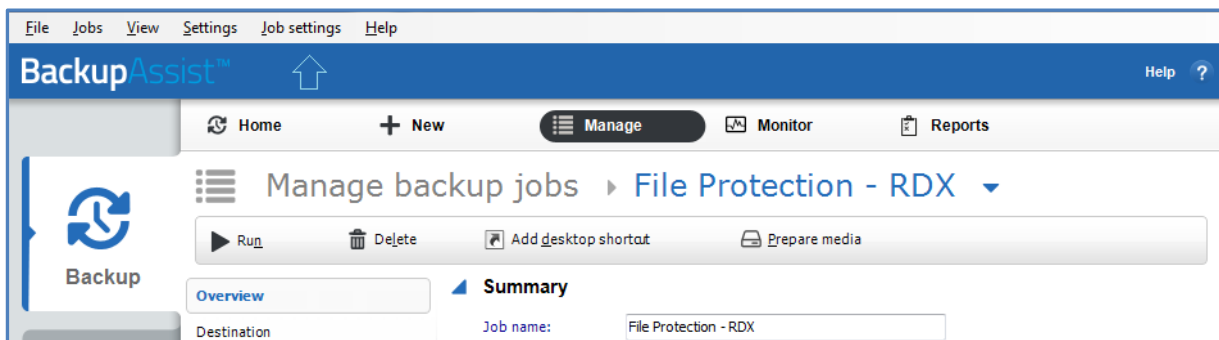 File Jobs View Settings Job settings Help
BackupAssist™ Help ?
Home New Manage Monitor Reports
Manage backup jobs File Protection - RDX
Run Delete Add desktop shortcut Prepare media
Backup
Overview
Summary
Destination
Job name: File Protection - RDX